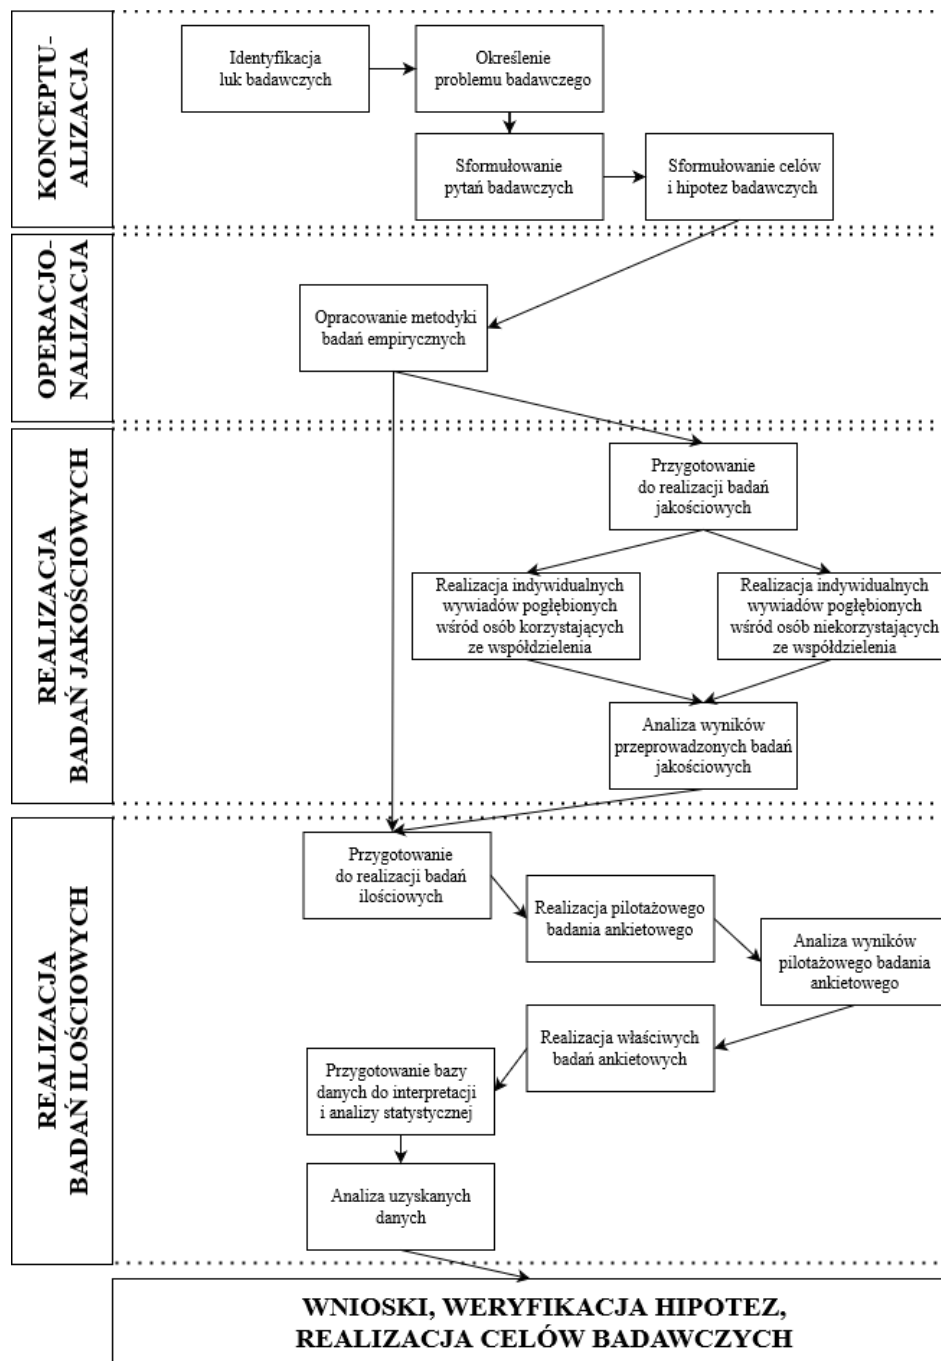 KONCEPTU-
ALIZACJA
Identyfikacja
luk badawczych
Określenie
problemu badawczego
Sformułowanie
pytań badawczych
Sformułowanie celów
i hipotez badawczych
OPERACJO-
NALIZACJA
Opracowanie metodyki
badań empirycznych
REALIZACJA
BADAŃ JAKOŚCIOWYCH
Przygotowanie
do realizacji badań
jakościowych
Realizacja indywidualnych
wywiadów pogłębionych
wśród osób korzystających
ze współdzielenia
Realizacja indywidualnych
wywiadów pogłębionych
wśród osób niekorzystających
ze współdzielenia
Analiza wyników
przeprowadzonych badań
jakościowych
REALIZACJA
BADAŃ ILOŚCIOWYCH
Przygotowanie
do realizacji badań
ilościowych
Realizacja pilotażowego
badania ankietowego
Analiza wyników
pilotażowego badania
ankietowego
Realizacja właściwych
badań ankietowych
Przygotowanie bazy
danych do interpretacji
i analizy statystycznej
Analiza uzyskanych
danych
WNIOSKI, WERYFIKACJA HIPOTEZ,
REALIZACJA CELÓW BADAWCZYCH